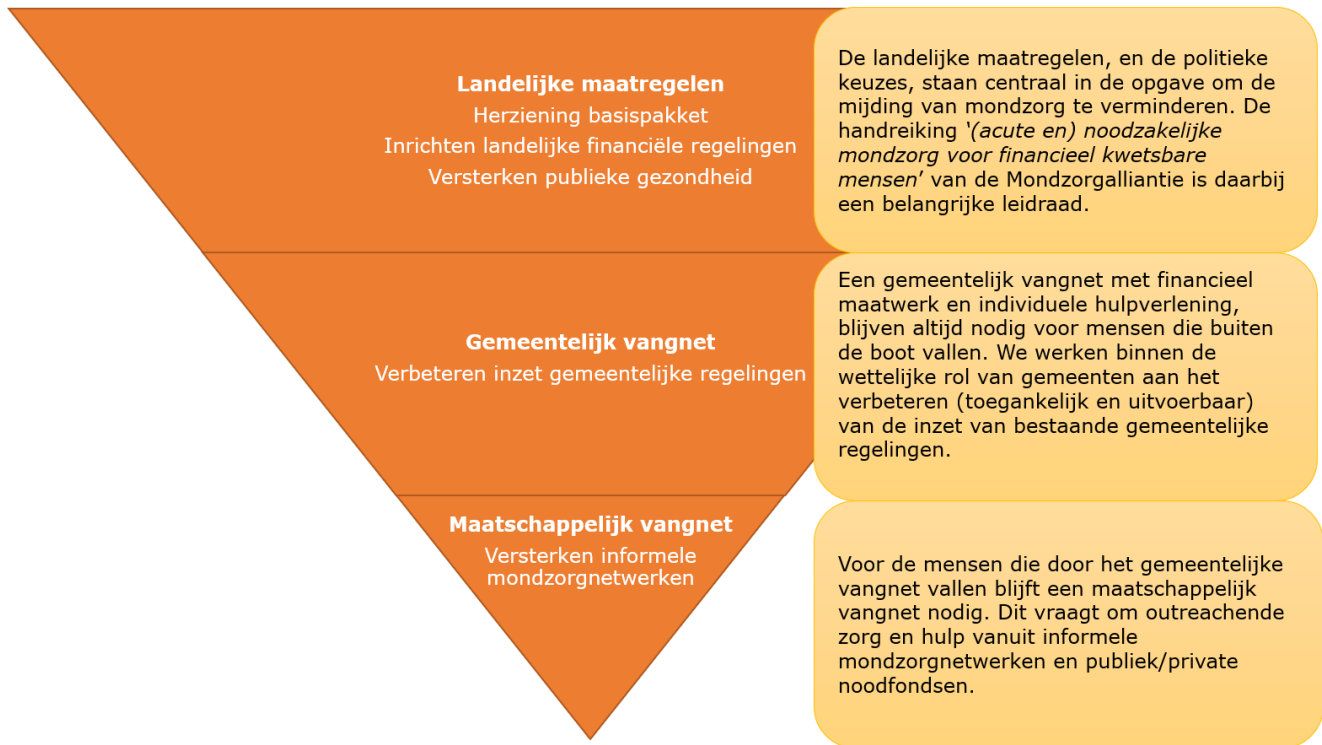 Landelijke maatregelen
Herziening basispakket
Inrichten landelijke financiële regelingen
Versterken publieke gezondheid
De landelijke maatregelen, en de politieke
keuzes, staan centraal in de opgave om de
mijding van mondzorg te verminderen. De
handreiking ‘(acute en) noodzakelijke
mondzorg voor financieel kwetsbare
mensen’ van de Mondzorgalliantie is daarbij
een belangrijke leidraad.
Gemeentelijk vangnet
Verbeteren inzet gemeentelijke regelingen
Een gemeentelijk vangnet met financieel
maatwerk en individuele hulpverlening,
blijven altijd nodig voor mensen die buiten
de boot vallen. We werken binnen de
wettelijke rol van gemeenten aan het
verbeteren (toegankelijk en uitvoerbaar)
van de inzet van bestaande gemeentelijke
regelingen.
Maatschappelijk vangnet
Versterken informele
mondzorgnetwerken
Voor de mensen die door het gemeentelijke
vangnet vallen blijft een maatschappelijk
vangnet nodig. Dit vraagt om outreachende
zorg en hulp vanuit informele
mondzorgnetwerken en publiek/private
noodfondsen.